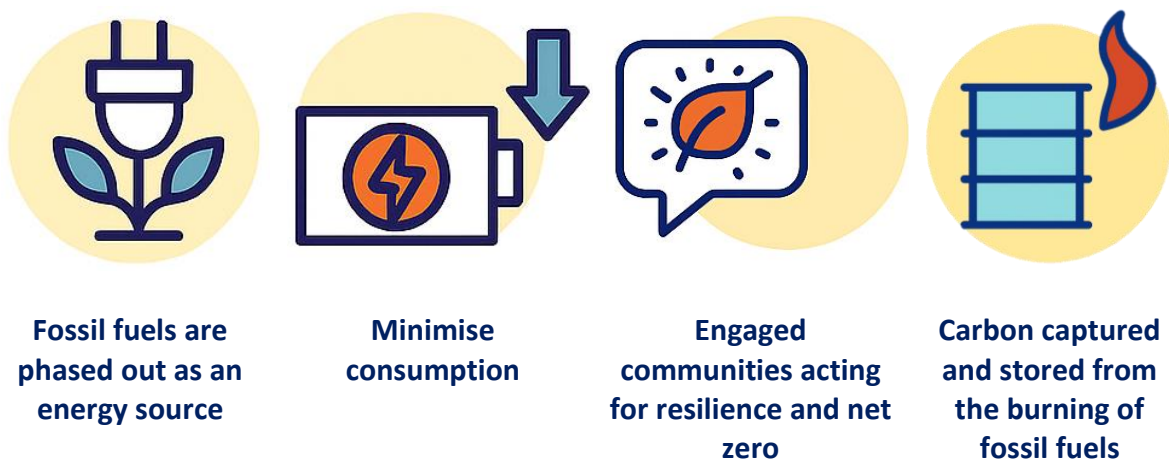 Fossil fuels are
phased out as an
energy source
Minimise
consumption
Engaged
communities acting
for resilience and net
zero
Carbon captured
and stored from
the burning of
fossil fuels